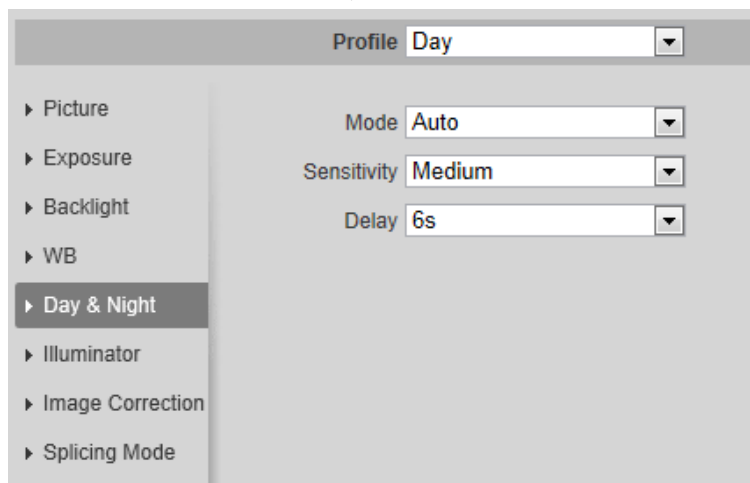 Profile Day
Picture
Mode Auto
Exposure
Sensitivity Medium
Backlight
Delay 6s
WB
Day & Night
Illuminator
Image Correction
Splicing Mode